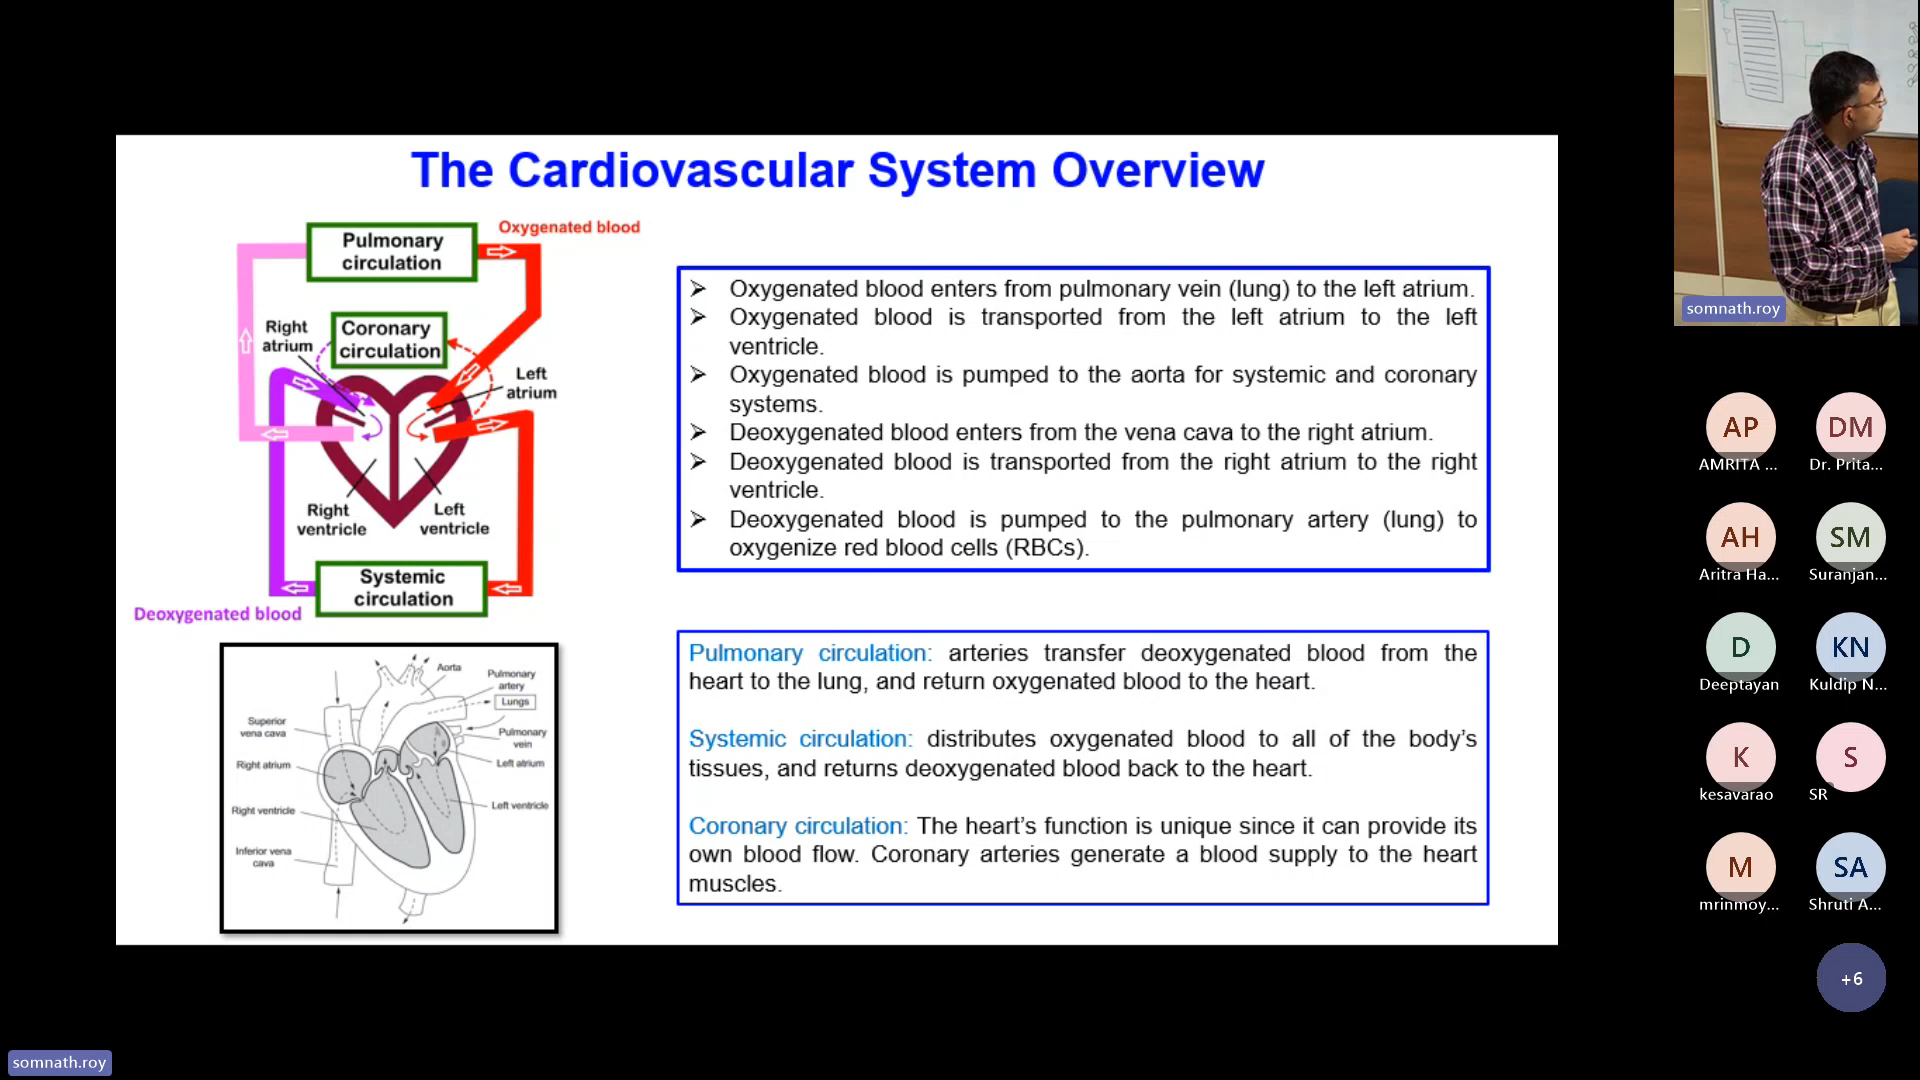 The Cardiovascular System Overview
Oxygenated blood
Pulmonary
circulation
Right
atrium
Coronary
circulation
Left
atrium
Right
ventricle
Left
ventricle
Systemic
circulation
Deoxygenated blood
➢ Oxygenated blood enters from pulmonary vein (lung) to the left atrium.
➢ Oxygenated blood is transported from the left atrium to the left
ventricle.
➢ Oxygenated blood is pumped to the aorta for systemic and coronary
systems.
➢ Deoxygenated blood enters from the vena cava to the right atrium.
➢ Deoxygenated blood is transported from the right atrium to the right
ventricle.
➢ Deoxygenated blood is pumped to the pulmonary artery (lung) to
oxygenize red blood cells (RBCs).
Aorta
Pulmonary
artery
Lungs
Superior
vena cava
Pulmonary
vein
Right atrium
Left atrium
Right ventricle
Left ventricle
Inferior vena
cava
Pulmonary circulation: arteries transfer deoxygenated blood from the
heart to the lung, and return oxygenated blood to the heart.
Systemic circulation: distributes oxygenated blood to all of the body's
tissues, and returns deoxygenated blood back to the heart.
Coronary circulation: The heart's function is unique since it can provide its
own blood flow. Coronary arteries generate a blood supply to the heart
muscles.
somnath.roy
AP
AMRITA ...
DM
Dr. Prita...
AH
Aritra Ha...
SM
Suranjan...
D
Deeptayan
KN
Kuldip N...
K
kesavarao
S
SR
M
mrinmoy...
SA
Shruti A...
+6
somnath.roy